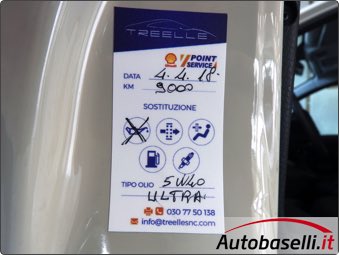 TREELLE
POINT
SERVICE
DATA 4.4.18.
KM 9000
SOSTITUZIONE
TIPO OLIO 5W40
ULTRA
030 77 50 138
info@treellesnc.com
Autobaselli.it